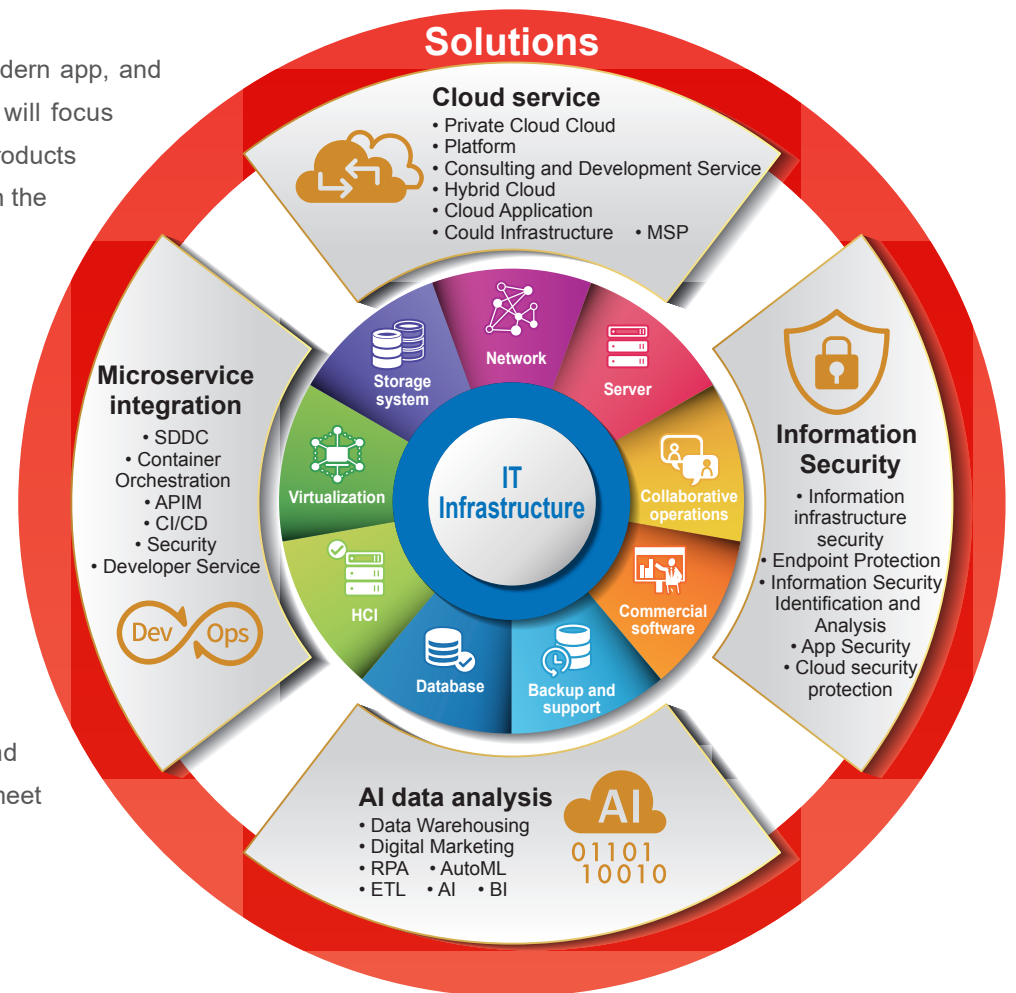 Solutions
dern app, and
will focus
roducts
n the
nd
meet
Cloud service
• Private Cloud Cloud
• Platform
• Consulting and Development Service
• Hybrid Cloud
• Cloud Application
• Could Infrastructure • MSP
Microservice
integration
• SDDC
• Container
Orchestration
• APIM
• CI/CD
• Security
• Developer Service
Dev Ops
Information
Security
• Information
infrastructure
security
• Endpoint Protection
• Information Security
Identification and
Analysis
• App Security
• Cloud security
protection
AI data analysis
• Data Warehousing
• Digital Marketing
• RPA • AutoML
• ETL • AI • BI
AI
01101
10010
IT
Infrastructure
Network
Server
Collaborative
operations
Commercial
software
Backup and
support
Database
HCI
Virtualization
Storage
system